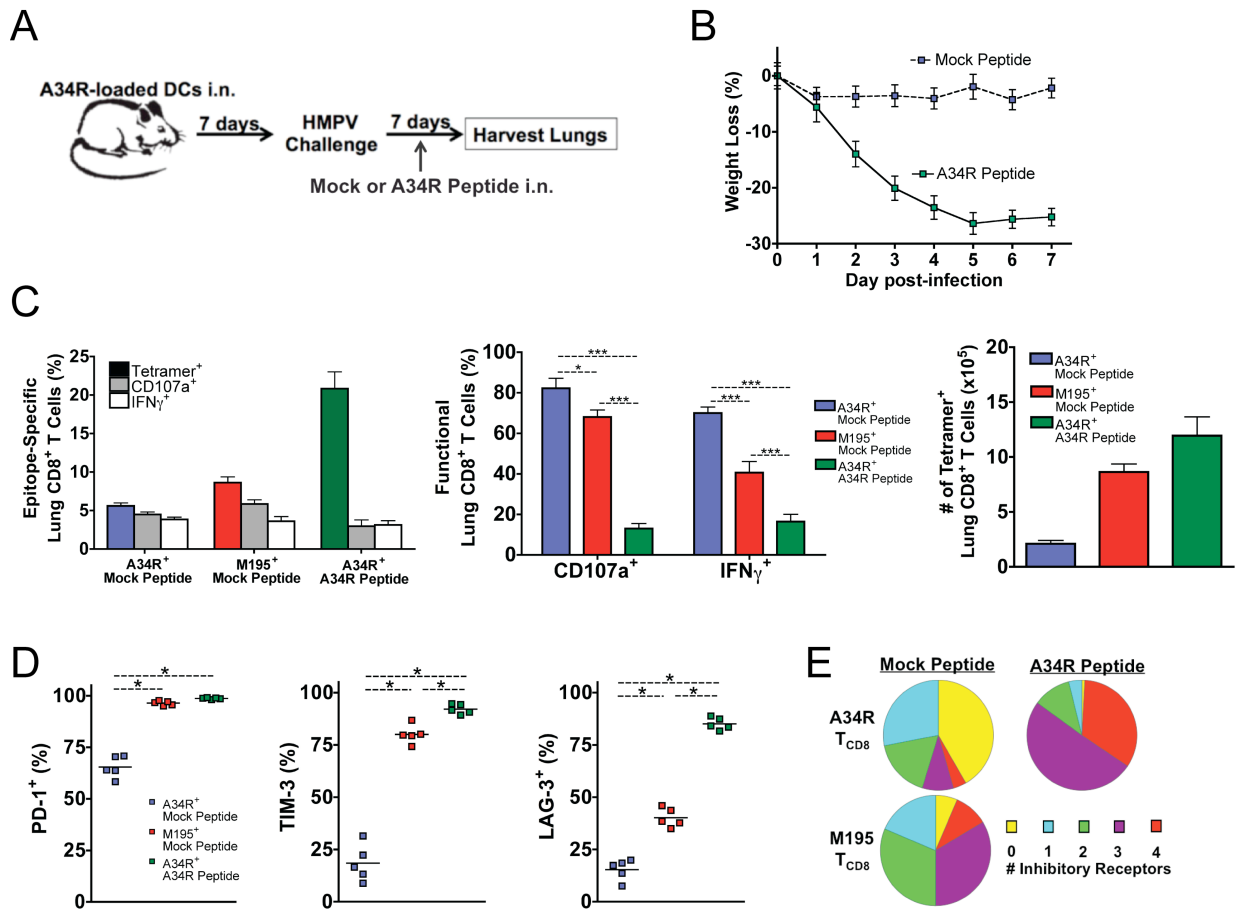 A
A34R-loaded DCs i.n.
7 days
HMPV
Challenge
7 days
Harvest Lungs
Mock or A34R Peptide i.n.
B
Weight Loss (%)
0
-10
-20
-30
Mock Peptide
A34R Peptide
0 1 2 3 4 5 6 7
Day post-infection
C
Epitope-Specific
Lung CD8+ T Cells (%)
25
20
15
10
5
0
Tetramer+
CD107a+
IFNγ+
A34R+
Mock Peptide
M195+
Mock Peptide
A34R+
A34R Peptide
Functional
Lung CD8+ T Cells (%)
100
80
60
40
20
0
***
*
***
***
***
***
CD107a+
IFNγ+
A34R+
Mock Peptide
M195+
Mock Peptide
A34R+
A34R Peptide
# of Tetramer+
Lung CD8+ T Cells (x105)
20
15
10
5
0
A34R+
Mock Peptide
M195+
Mock Peptide
A34R+
A34R Peptide
D
PD-1+ (%)
100
75
50
25
0
*
*
A34R+
Mock Peptide
M195+
Mock Peptide
A34R+
A34R Peptide
TIM-3 (%)
100
75
50
25
0
*
* *
LAG-3+ (%)
100
75
50
25
0
*
* *
E
Mock Peptide
A34R Peptide
A34R
TCD8
M195
TCD8
0 1 2 3 4
# Inhibitory Receptors